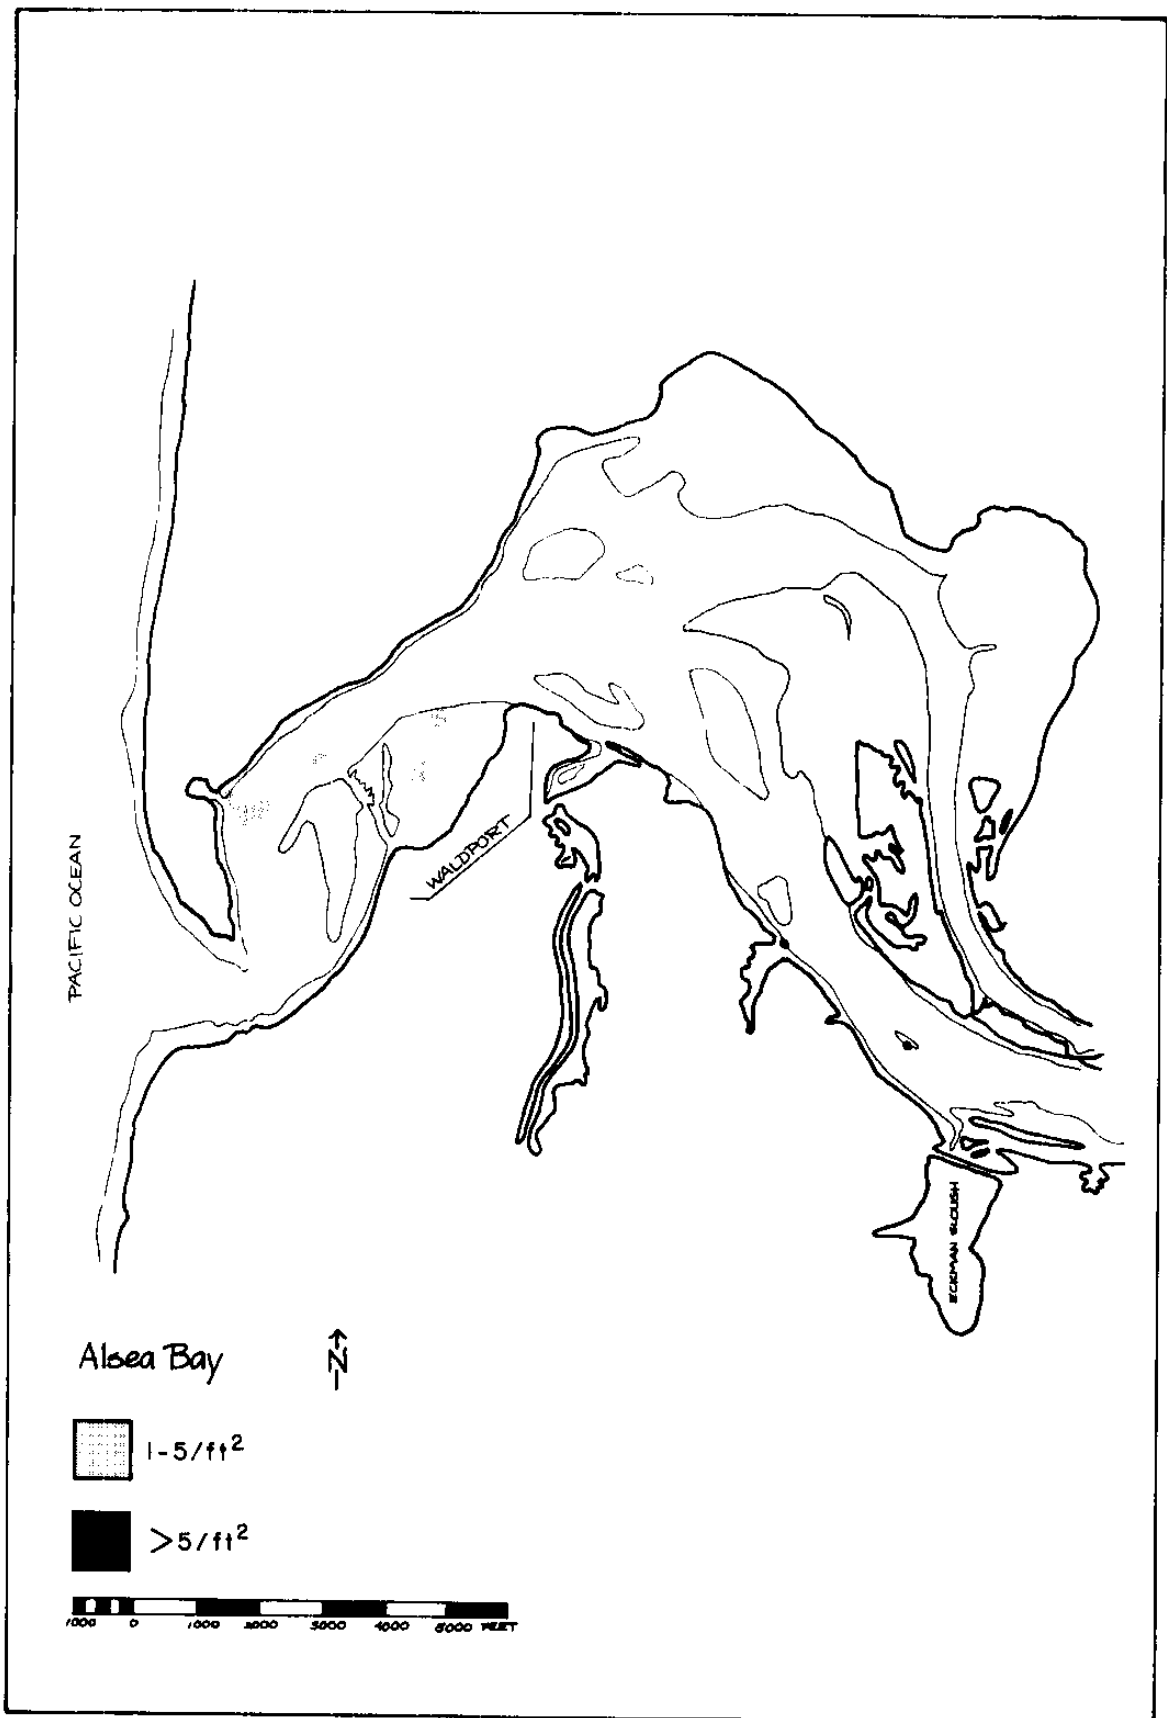 WALDPORT
PACIFIC OCEAN
ECKMAN SLOUGH
Alsea Bay
N
1-5/ft²
>5/ft²
1000 0 1000 2000 3000 4000 5000 FEET